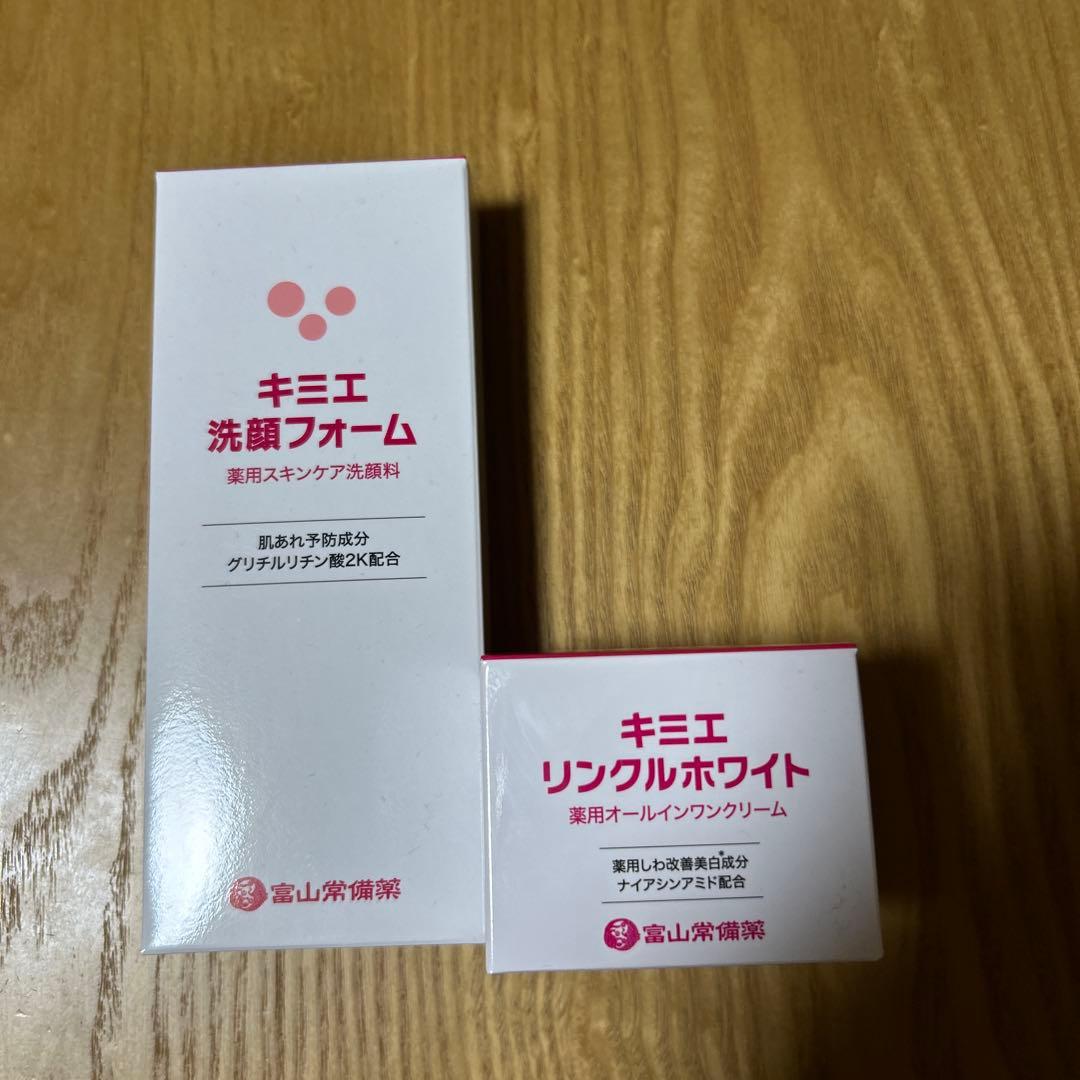 キミエ
洗顔フォーム
薬用スキンケア洗顔料
肌あれ予防成分
グリチルリチン酸2K配合
富山常備薬
キミエ
リンクルホワイト
薬用オールインワンクリーム
薬用しわ改善美白*成分
ナイアシンアミド配合
富山常備薬